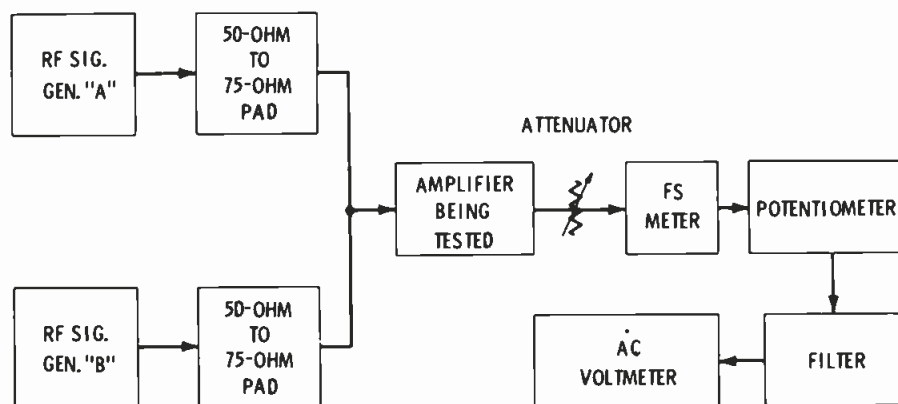 RF SIG.
GEN. "A"
50-OHM
TO
75-OHM
PAD
ATTENUATOR
AMPLIFIER
BEING
TESTED
FS
METER
POTENTIOMETER
RF SIG.
GEN. "B"
50-OHM
TO
75-OHM
PAD
AC
VOLTMETER
FILTER